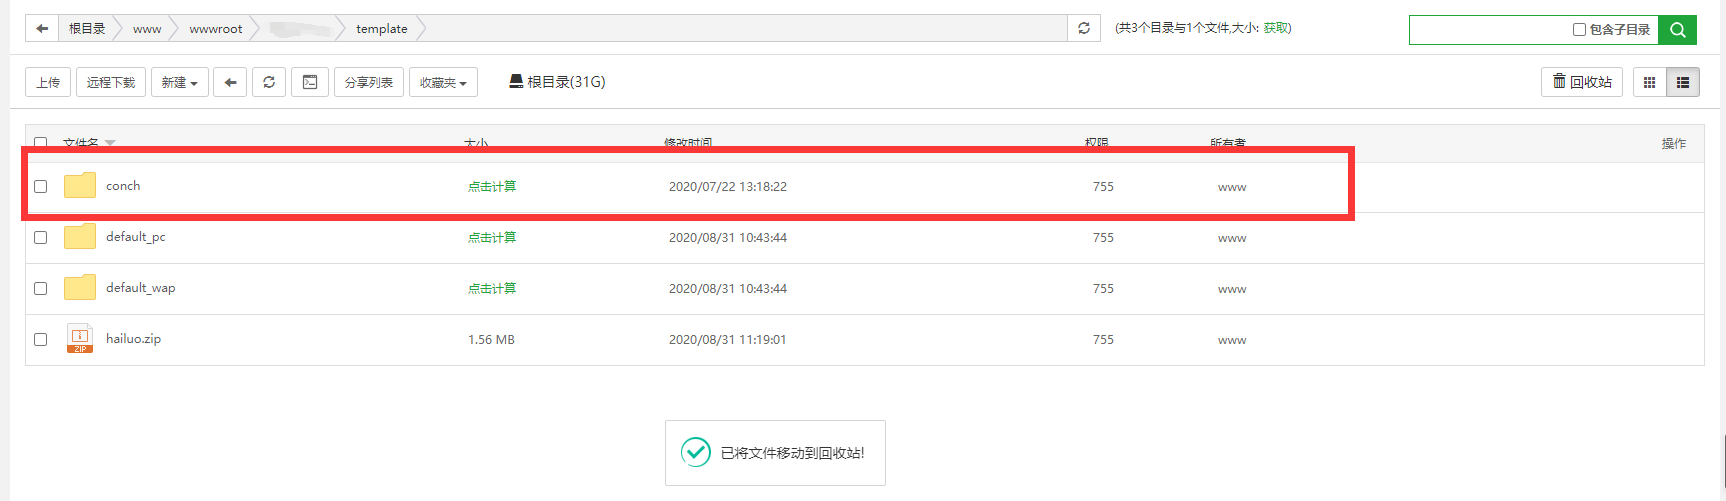 根目录 www wwwroot template (共3个目录与1个文件,大小: 获取) 包含子目录
上传 远程下载 新建 分享列表 收藏夹 根目录(31G) 回收站
文件名 大小 修改时间 权限 所有者 操作
conch 点击计算 2020/07/22 13:18:22 755 www
default_pc 点击计算 2020/08/31 10:43:44 755 www
default_wap 点击计算 2020/08/31 10:43:44 755 www
ZIP hailuo.zip 1.56 MB 2020/08/31 11:19:01 755 www
已将文件移动到回收站!